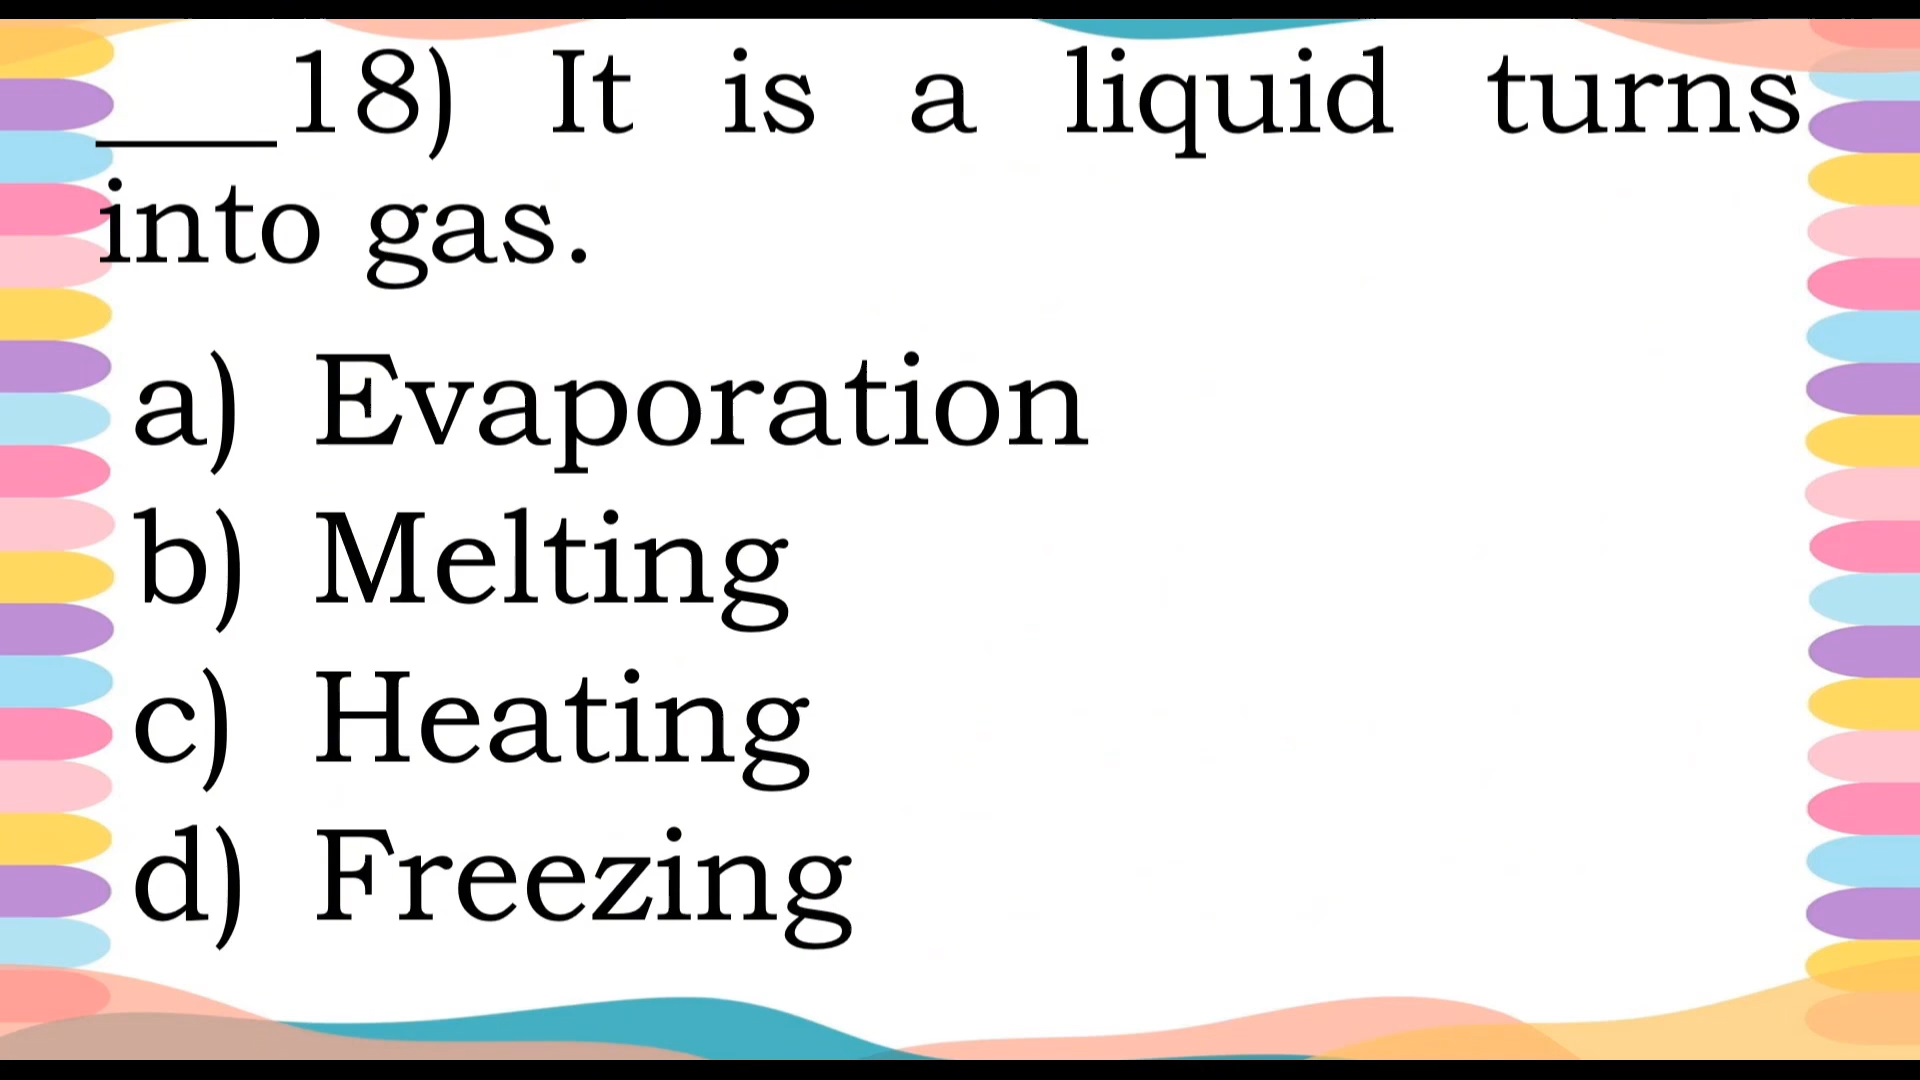 ___18) It is a liquid turns
into gas.
a) Evaporation
b) Melting
c) Heating
d) Freezing